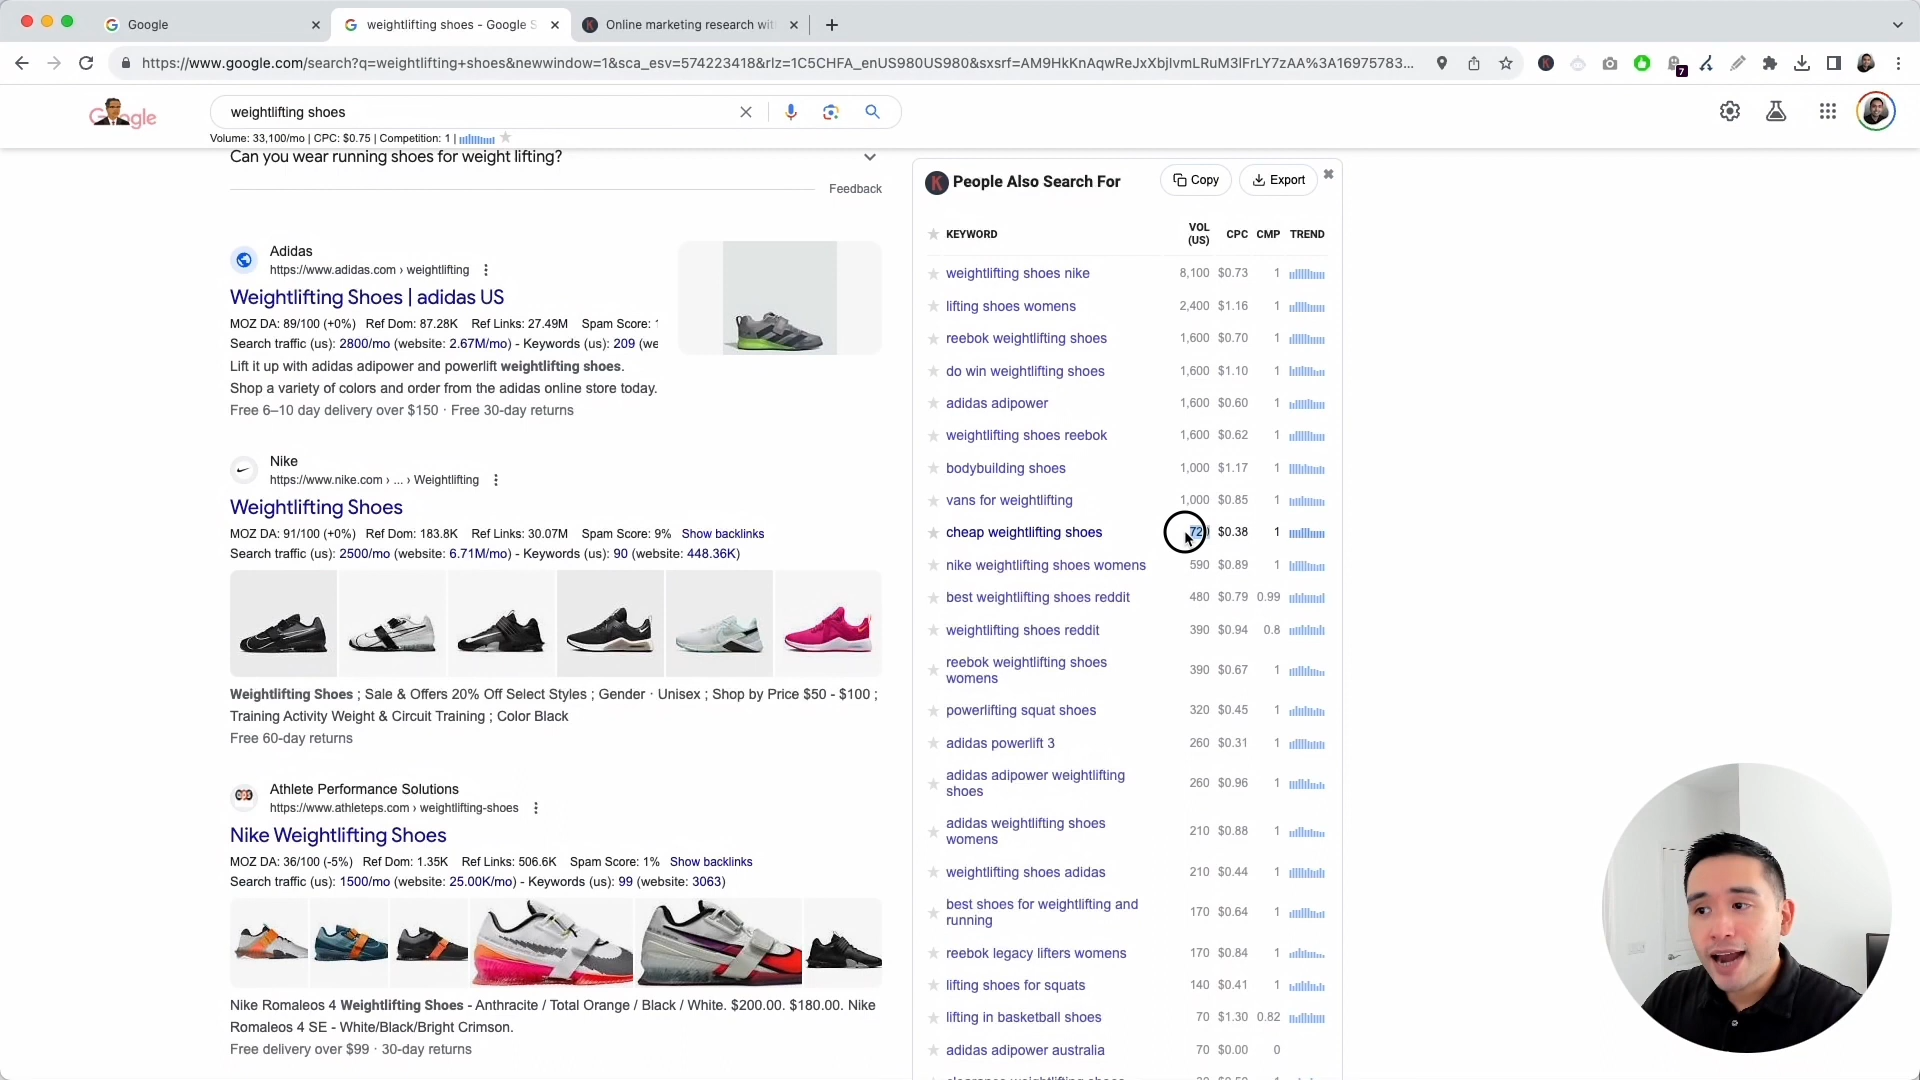 Google
weightlifting shoes - Google S
Online marketing research wit
https://www.google.com/search?q=weightlifting+shoes&newwindow=1&sca_esv=574223418&rlz=1C5CHFA_enUS980US980&sxsrf=AM9HkKnAqwReJxXbjIvmLRuM3lFrLY7zAA%3A16975783...
7
weightlifting shoes
Volume: 33,100/mo | CPC: $0.75 | Competition: 1 |
Can you wear running shoes for weight lifting?
Feedback
Adidas
https://www.adidas.com › weightlifting
Weightlifting Shoes | adidas US
MOZ DA: 89/100 (+0%) Ref Dom: 87.28K Ref Links: 27.49M Spam Score:
Search traffic (us): 2800/mo (website: 2.67M/mo) - Keywords (us): 209 (we
Lift it up with adidas adipower and powerlift weightlifting shoes.
Shop a variety of colors and order from the adidas online store today.
Free 6–10 day delivery over $150 · Free 30-day returns
Nike
https://www.nike.com › ... › Weightlifting
Weightlifting Shoes
MOZ DA: 91/100 (+0%) Ref Dom: 183.8K Ref Links: 30.07M Spam Score: 9% Show backlinks
Search traffic (us): 2500/mo (website: 6.71M/mo) - Keywords (us): 90 (website: 448.36K)
Weightlifting Shoes ; Sale & Offers 20% Off Select Styles ; Gender · Unisex ; Shop by Price $50 - $100 ;
Training Activity Weight & Circuit Training ; Color Black
Free 60-day returns
Athlete Performance Solutions
https://www.athleteps.com › weightlifting-shoes
Nike Weightlifting Shoes
MOZ DA: 36/100 (-5%) Ref Dom: 1.35K Ref Links: 506.6K Spam Score: 1% Show backlinks
Search traffic (us): 1500/mo (website: 25.00K/mo) - Keywords (us): 99 (website: 3063)
Nike Romaleos 4 Weightlifting Shoes - Anthracite / Total Orange / Black / White. $200.00. $180.00. Nike
Romaleos 4 SE - White/Black/Bright Crimson.
Free delivery over $99 · 30-day returns
K People Also Search For Copy Export
KEYWORD VOL (US) CPC CMP TREND
weightlifting shoes nike 8,100 $0.73 1
lifting shoes womens 2,400 $1.16 1
reebok weightlifting shoes 1,600 $0.70 1
do win weightlifting shoes 1,600 $1.10 1
adidas adipower 1,600 $0.60 1
weightlifting shoes reebok 1,600 $0.62 1
bodybuilding shoes 1,000 $1.17 1
vans for weightlifting 1,000 $0.85 1
cheap weightlifting shoes 720 $0.38 1
nike weightlifting shoes womens 590 $0.89 1
best weightlifting shoes reddit 480 $0.79 0.99
weightlifting shoes reddit 390 $0.94 0.8
reebok weightlifting shoes
womens 390 $0.67 1
powerlifting squat shoes 320 $0.45 1
adidas powerlift 3 260 $0.31 1
adidas adipower weightlifting
shoes 260 $0.96 1
adidas weightlifting shoes
womens 210 $0.88 1
weightlifting shoes adidas 210 $0.44 1
best shoes for weightlifting and
running 170 $0.64 1
reebok legacy lifters womens 170 $0.84 1
lifting shoes for squats 140 $0.41 1
lifting in basketball shoes 70 $1.30 0.82
adidas adipower australia 70 $0.00 0